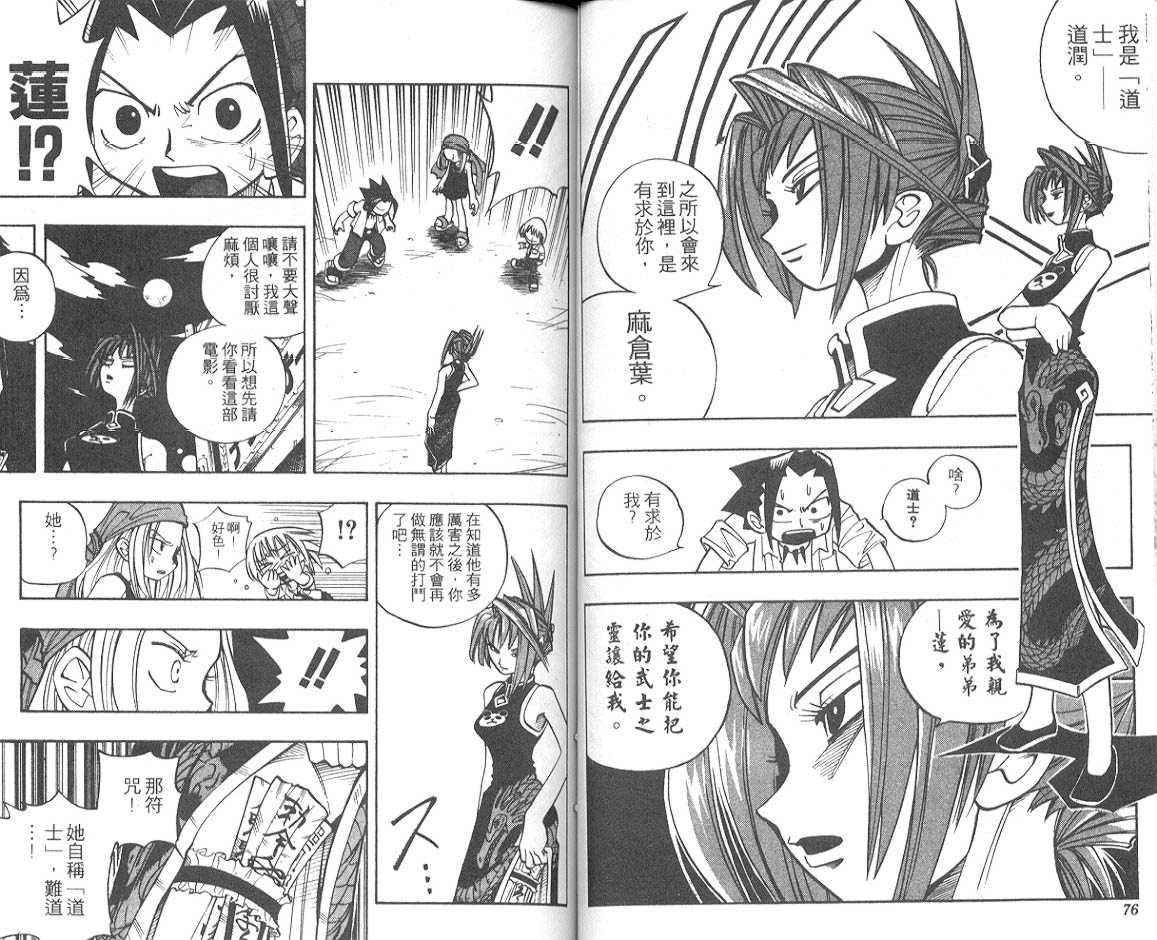 我是「道
士」——
道潤。
之所以會來
到這裡，是
有求於你，
麻倉葉。
啥？
道士？
有求於
我？
為了我親
愛的弟弟
—蓮，
希望你能把
你的武士之
靈讓給我。
76
!!
蓮!?
請不要大聲
嚷嚷，我這
個人很討厭
麻煩，
所以想先請
你看看這部
電影。
因為…
在知道他有多
厲害之後，你
應該就不會再
做無謂的打鬥
了吧…
ス…
!?
啊！
好色！
她…？
!!
那符
咒！
她自稱「道
士」，難道
…！